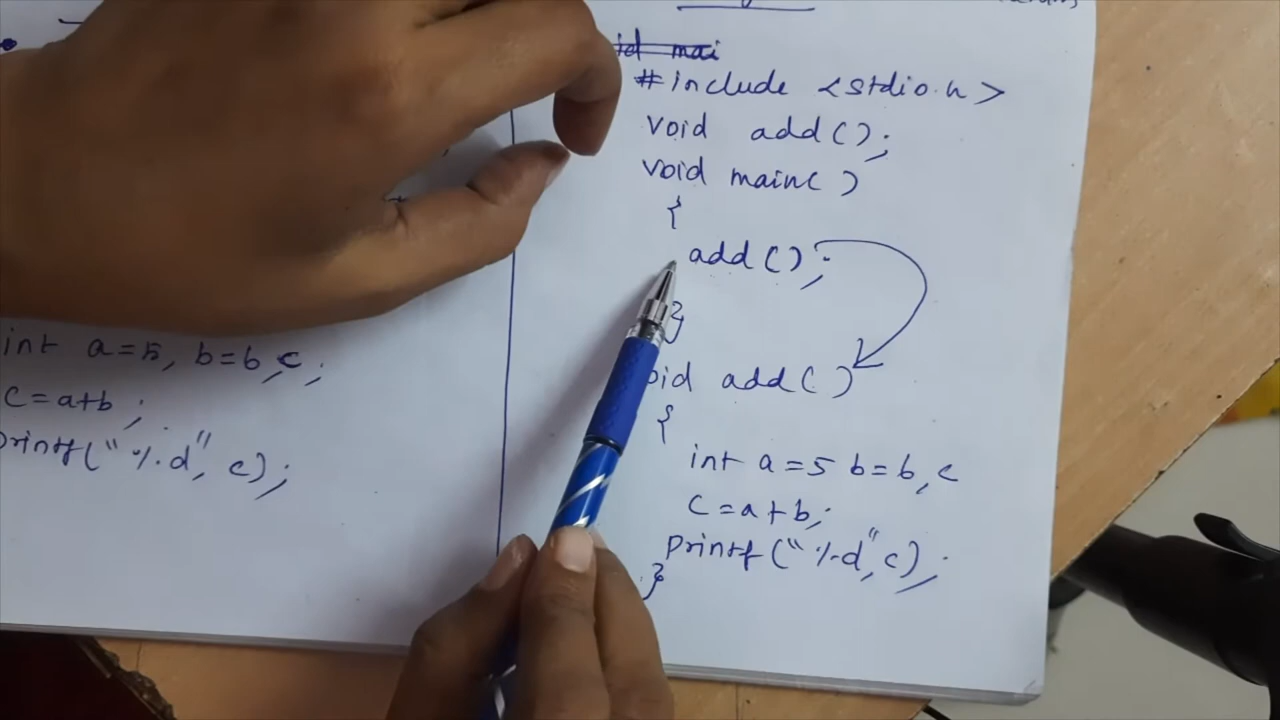 int a=5, b=6, c;
c=a+b;
printf("%d", c);
#include <stdio.h>
void add();
void main()
{
add();
}
void add()
{
int a=5 b=6, c
c=a+b;
printf("%d", c);
}